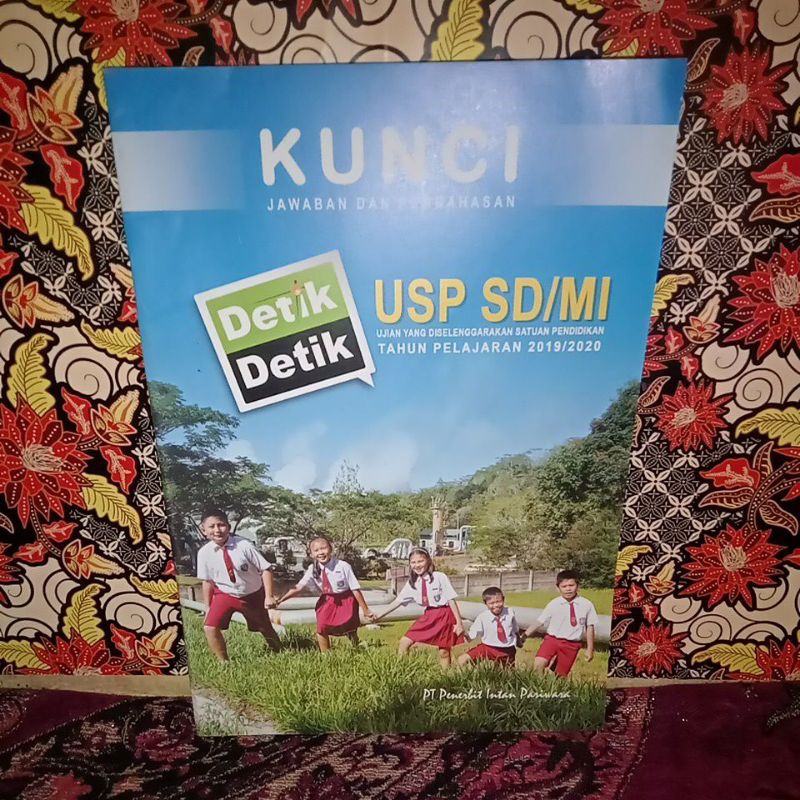 KUNCI
JAWABAN DAN PEMBAHASAN
Detik
Detik
USP SD/MI
UJIAN YANG DISELENGGARAKAN SATUAN PENDIDIKAN
TAHUN PELAJARAN 2019/2020
PT Penerbit Intan Pariwara